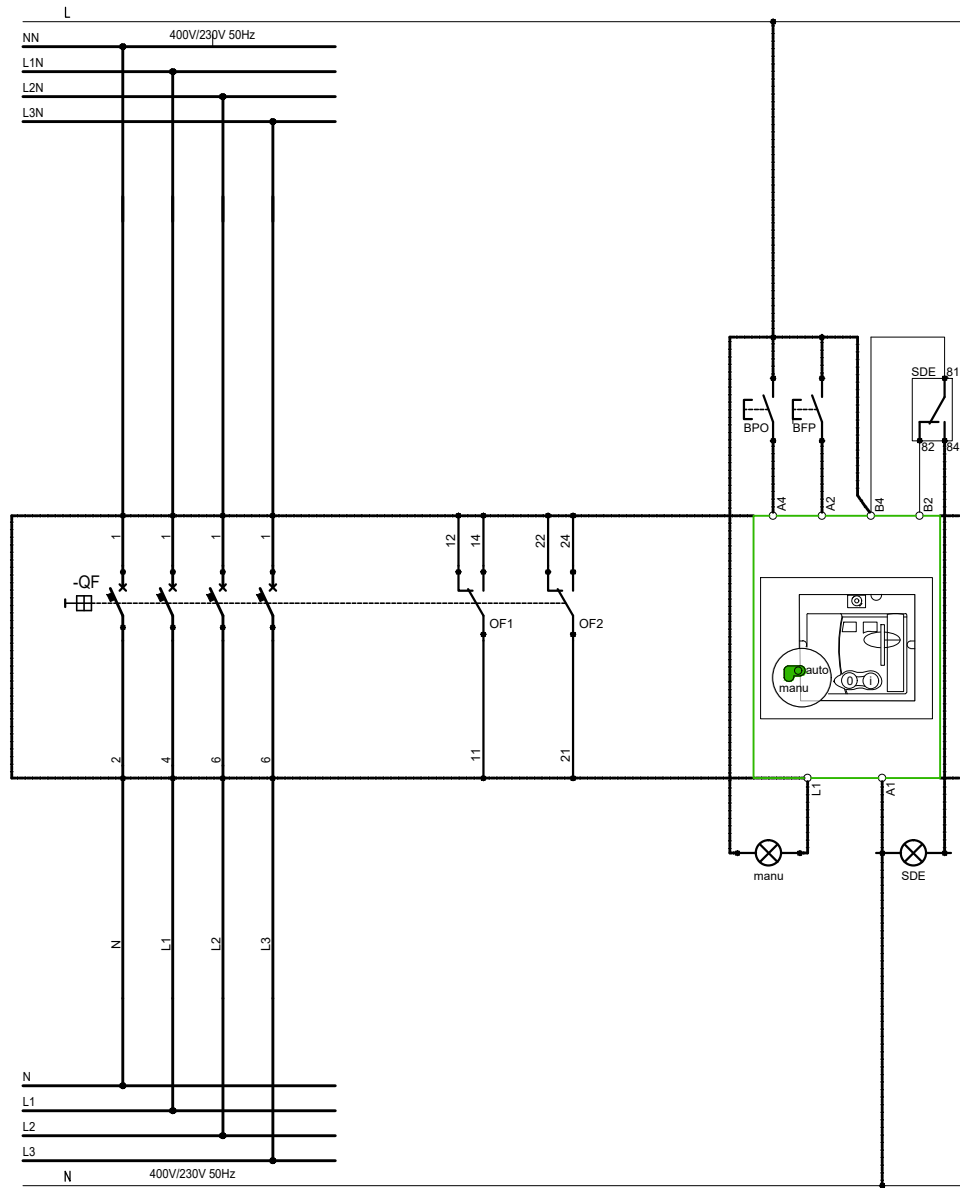 L
NN
400V/230V 50Hz
L1N
L2N
L3N
SDE 81
BPO
BFP
82 84
A4 A2 B4 B2
1 1 1 1
12 14 22 24
-QF
OF1 OF2
auto
manu
0 i
2 4 6 6
11 21
L1 A1
manu
SDE
N L1 L2 L3
N
L1
L2
L3
N
400V/230V 50Hz